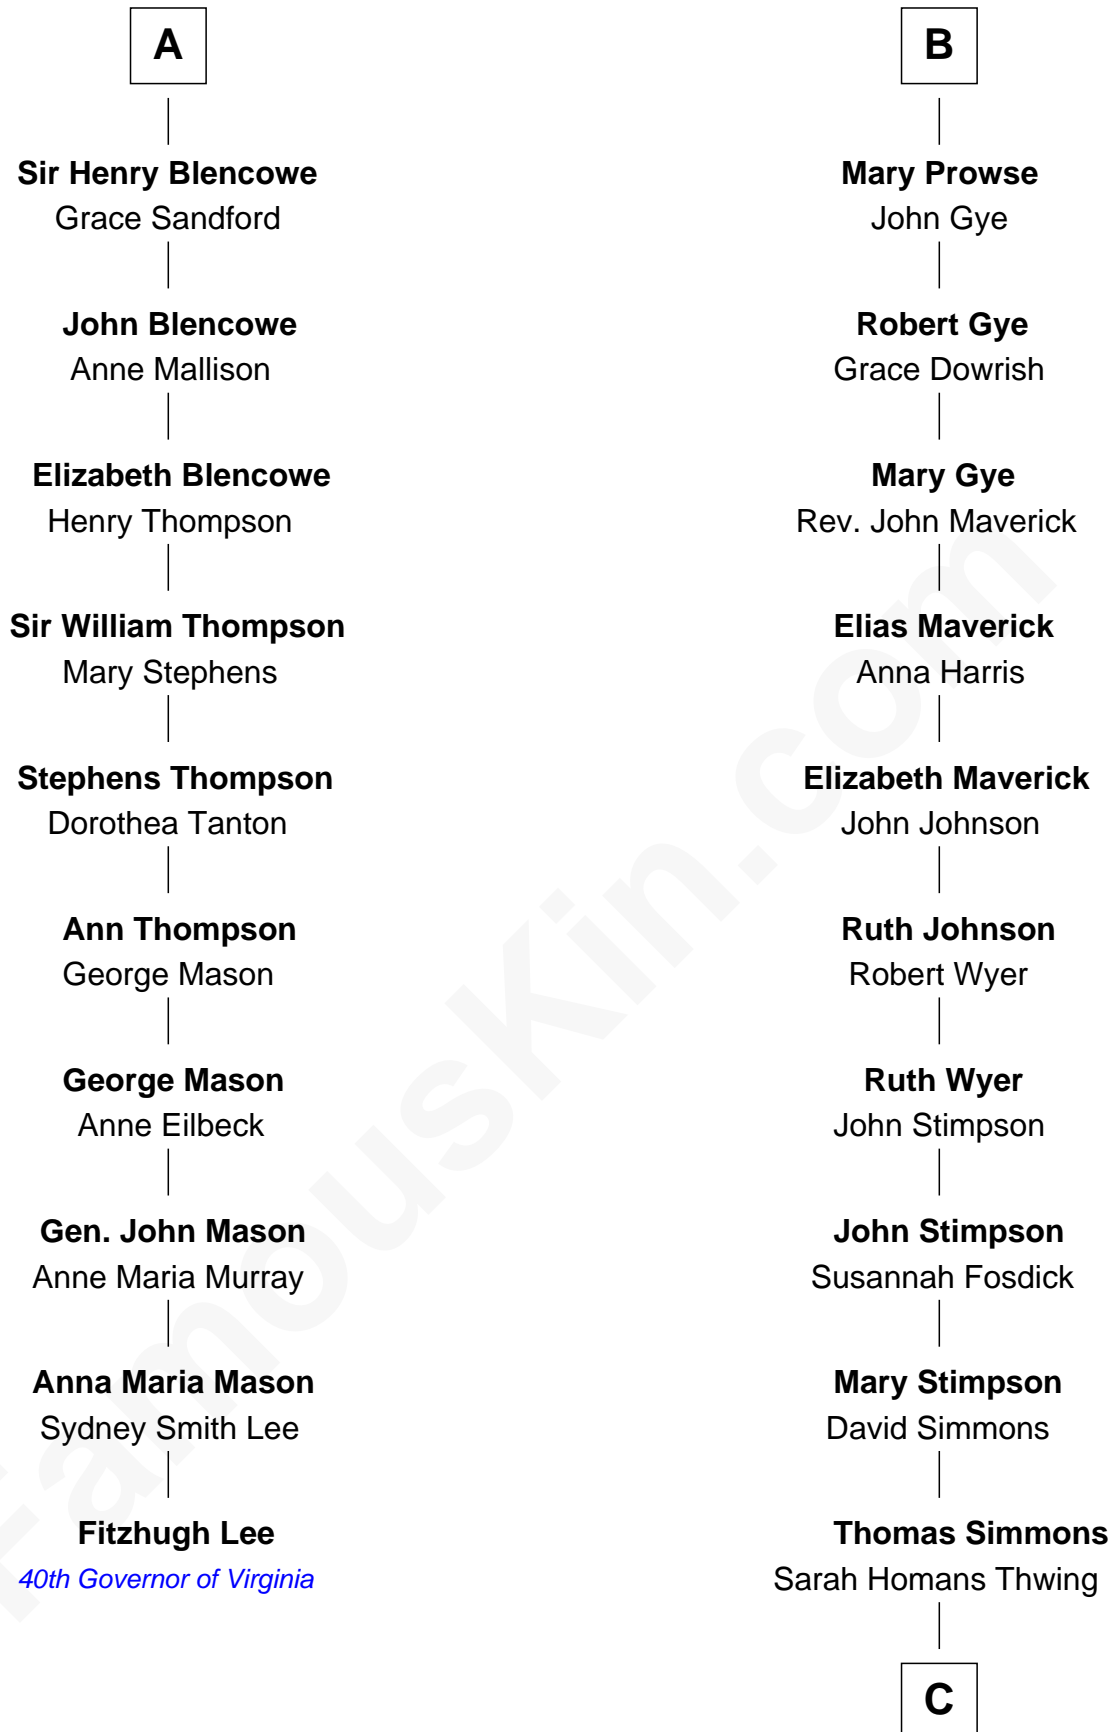 A
Sir Henry Blencowe
Grace Sandford
John Blencowe
Anne Mallison
Elizabeth Blencowe
Henry Thompson
Sir William Thompson
Mary Stephens
Stephens Thompson
Dorothea Tanton
Ann Thompson
George Mason
George Mason
Anne Eilbeck
Gen. John Mason
Anne Maria Murray
Anna Maria Mason
Sydney Smith Lee
Fitzhugh Lee
40th Governor of Virginia
B
Mary Prowse
John Gye
Robert Gye
Grace Dowrish
Mary Gye
Rev. John Maverick
Elias Maverick
Anna Harris
Elizabeth Maverick
John Johnson
Ruth Johnson
Robert Wyer
Ruth Wyer
John Stimpson
John Stimpson
Susannah Fosdick
Mary Stimpson
David Simmons
Thomas Simmons
Sarah Homans Thwing
C
FamousKin.com